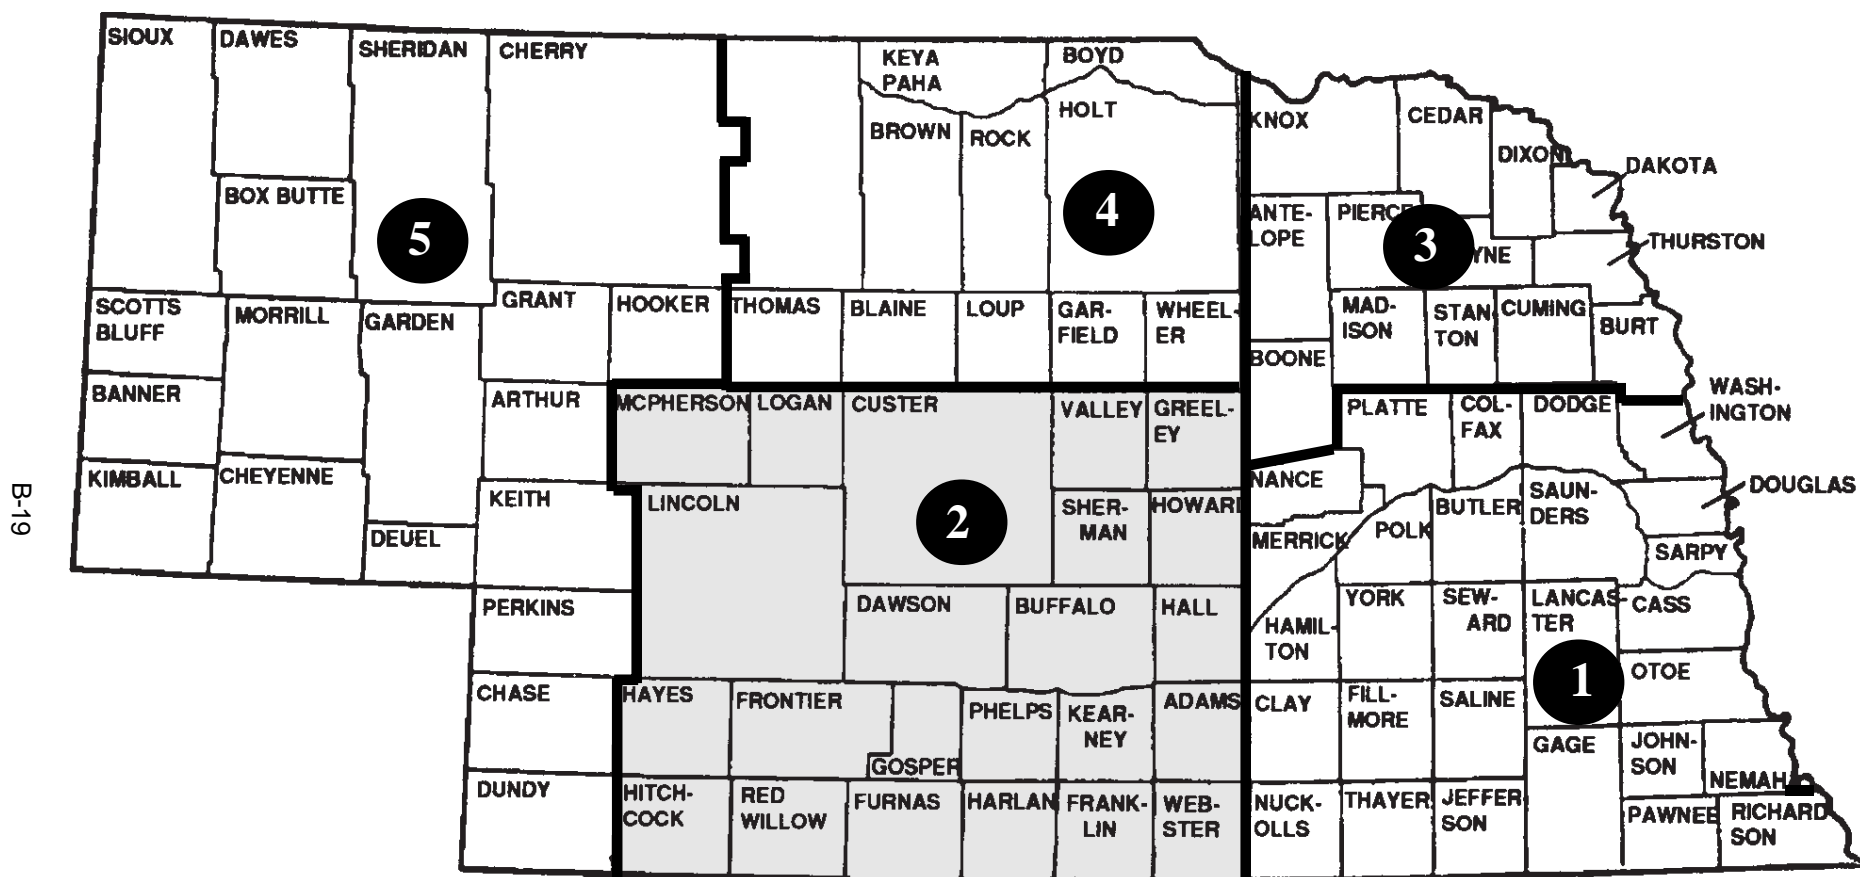 SIOUX
DAWES
SHERIDAN
CHERRY
KEYA
PAHA
BOYD
HOLT
BROWN
ROCK
KNOX
CEDAR
DIXON
DAKOTA
BOX BUTTE
5
4
ANTE-
LOPE
PIERCE
3
YNE
THURSTON
SCOTTS
BLUFF
MORRILL
GARDEN
GRANT
HOOKER
THOMAS
BLAINE
LOUP
GAR-
FIELD
WHEEL-
ER
MAD-
ISON
STAN
TON
CUMING
BURT
BOONE
BANNER
ARTHUR
MCPHERSON
LOGAN
CUSTER
VALLEY
GREEL-
EY
PLATTE
COL-
FAX
DODGE
WASH-
INGTON
KIMBALL
CHEYENNE
KEITH
LINCOLN
2
SHER-
MAN
HOWARD
NANCE
MERRICK
POLK
BUTLER
SAUN-
DERS
DOUGLAS
SARPY
B-19
DEUEL
PERKINS
DAWSON
BUFFALO
HALL
HAMIL-
TON
YORK
SEW-
ARD
LANCAS-
TER
CASS
CHASE
HAYES
FRONTIER
GOSPER
PHELPS
KEAR-
NEY
ADAMS
CLAY
FILL-
MORE
SALINE
1
OTOE
GAGE
JOHN-
SON
NEMAHA
DUNDY
HITCH-
COCK
RED
WILLOW
FURNAS
HARLAN
FRANK-
LIN
WEB-
STER
NUCK-
OLLS
THAYER
JEFFER
SON
PAWNEE
RICHARD
SON